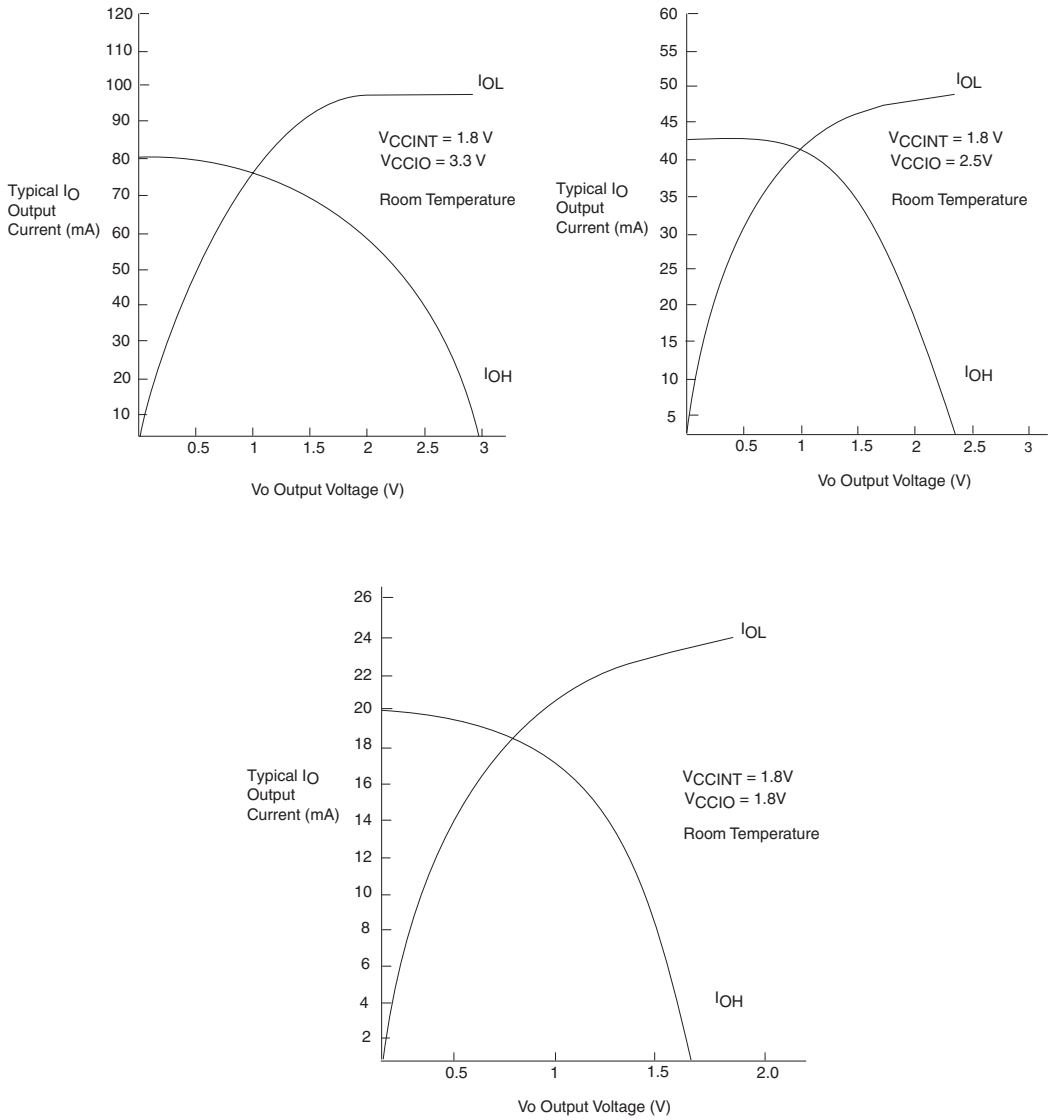 120
110
100
90
80
70
60
50
40
30
20
10
Typical IO
Output
Current (mA)
IOL
VCCINT = 1.8 V
VCCIO = 3.3 V
Room Temperature
IOH
0.5 1 1.5 2 2.5 3
Vo Output Voltage (V)
60
55
50
45
40
35
30
25
20
15
10
5
Typical IO
Output
Current (mA)
IOL
VCCINT = 1.8 V
VCCIO = 2.5V
Room Temperature
IOH
0.5 1 1.5 2 2.5 3
Vo Output Voltage (V)
26
24
22
20
18
16
14
12
10
8
6
4
2
Typical IO
Output
Current (mA)
IOL
VCCINT = 1.8V
VCCIO = 1.8V
Room Temperature
IOH
0.5 1 1.5 2.0
Vo Output Voltage (V)